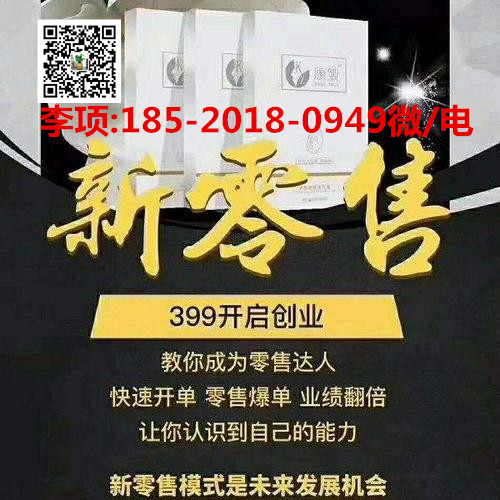 康皴
李项:185-2018-0949微/电
新零售
399开启创业
教你成为零售达人
快速开单 零售爆单 业绩翻倍
让你认识到自己的能力
新零售模式是未来发展机会